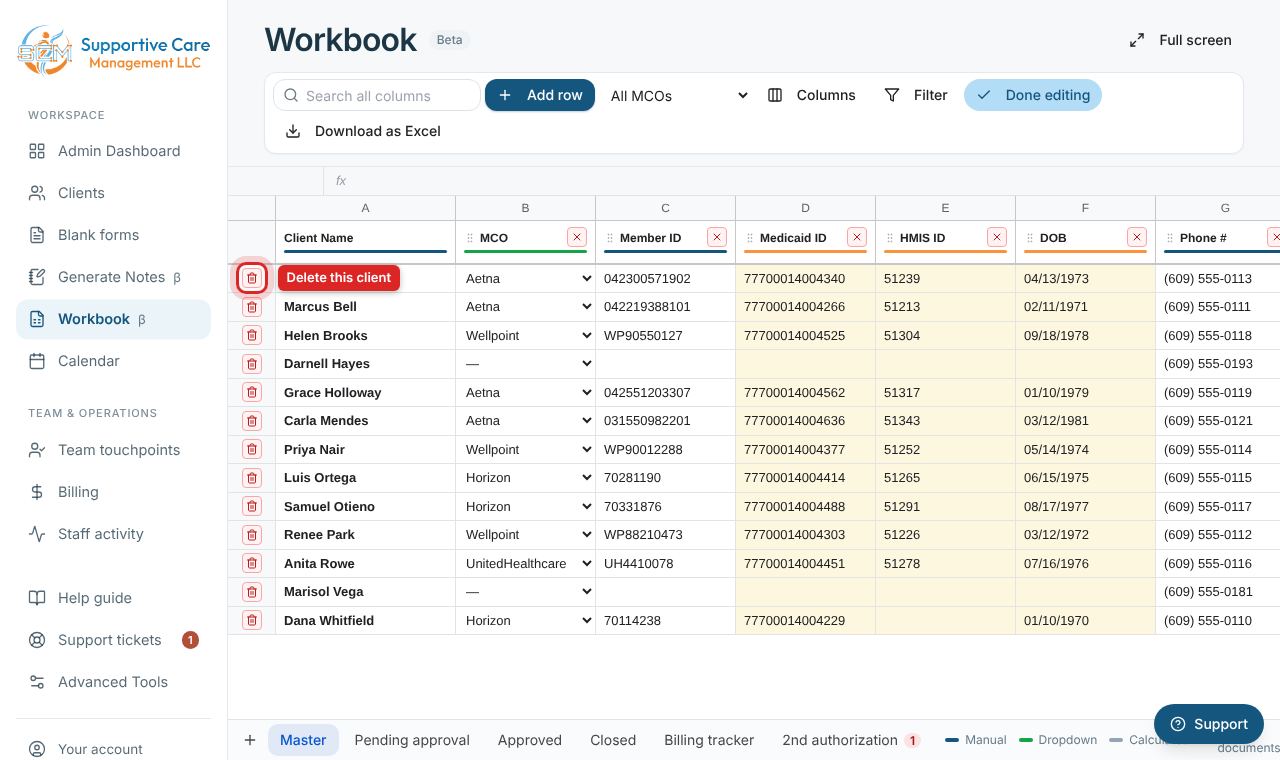 SCM Supportive Care
Management LLC
WORKSPACE
Admin Dashboard
Clients
Blank forms
Generate Notes β
Workbook β
Calendar
TEAM & OPERATIONS
Team touchpoints
Billing
Staff activity
Help guide
Support tickets 1
Advanced Tools
Your account
Workbook Beta
Full screen
Search all columns
Add row
All MCOs
Columns
Filter
Done editing
Download as Excel
fx
A B C D E F G
Client Name MCO Member ID Medicaid ID HMIS ID DOB Phone #
Delete this client Aetna 042300571902 77700014004340 51239 04/13/1973 (609) 555-0113
Marcus Bell Aetna 042219388101 77700014004266 51213 02/11/1971 (609) 555-0111
Helen Brooks Wellpoint WP90550127 77700014004525 51304 09/18/1978 (609) 555-0118
Darnell Hayes — (609) 555-0193
Grace Holloway Aetna 042551203307 77700014004562 51317 01/10/1979 (609) 555-0119
Carla Mendes Aetna 031550982201 77700014004636 51343 03/12/1981 (609) 555-0121
Priya Nair Wellpoint WP90012288 77700014004377 51252 05/14/1974 (609) 555-0114
Luis Ortega Horizon 70281190 77700014004414 51265 06/15/1975 (609) 555-0115
Samuel Otieno Horizon 70331876 77700014004488 51291 08/17/1977 (609) 555-0117
Renee Park Wellpoint WP88210473 77700014004303 51226 03/12/1972 (609) 555-0112
Anita Rowe UnitedHealthcare UH4410078 77700014004451 51278 07/16/1976 (609) 555-0116
Marisol Vega — (609) 555-0181
Dana Whitfield Horizon 70114238 77700014004229 01/10/1970 (609) 555-0110
Master Pending approval Approved Closed Billing tracker 2nd authorization 1
Manual Dropdown
documents
Support